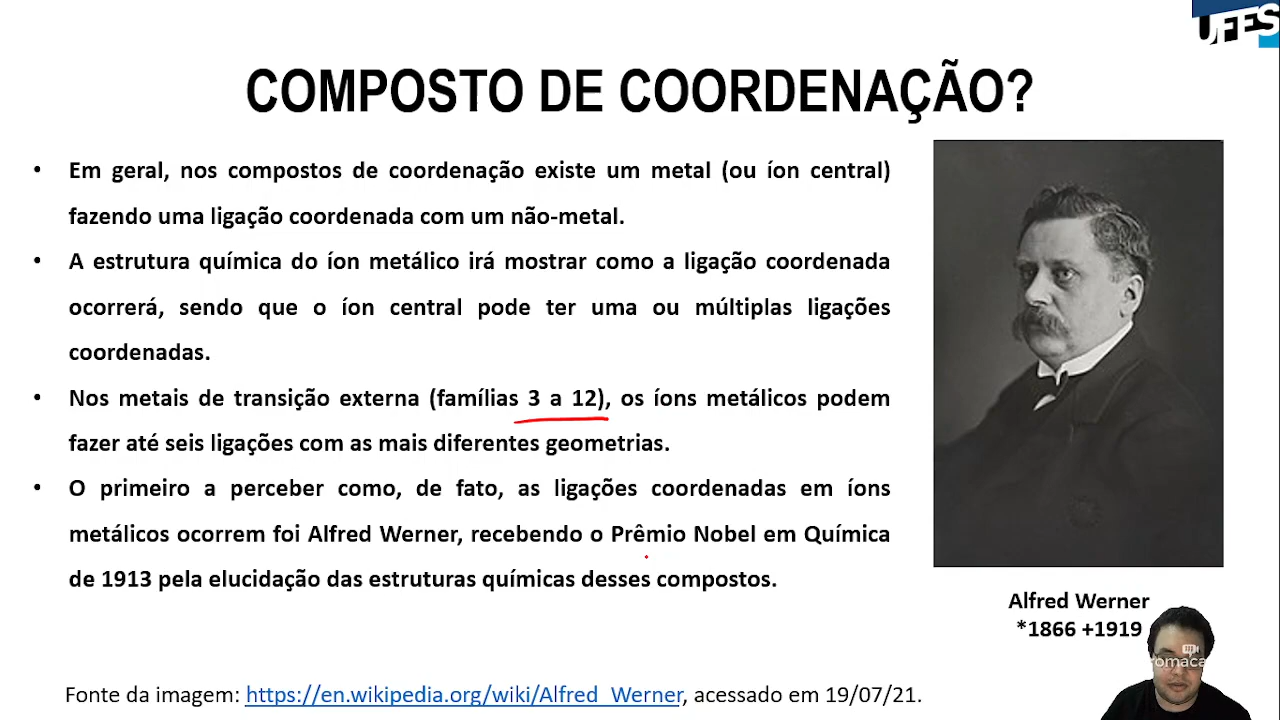 UFES
COMPOSTO DE COORDENAÇÃO?
• Em geral, nos compostos de coordenação existe um metal (ou íon central)
fazendo uma ligação coordenada com um não-metal.
• A estrutura química do íon metálico irá mostrar como a ligação coordenada
ocorrerá, sendo que o íon central pode ter uma ou múltiplas ligações
coordenadas.
• Nos metais de transição externa (famílias 3 a 12), os íons metálicos podem
fazer até seis ligações com as mais diferentes geometrias.
• O primeiro a perceber como, de fato, as ligações coordenadas em íons
metálicos ocorrem foi Alfred Werner, recebendo o Prêmio Nobel em Química
de 1913 pela elucidação das estruturas químicas desses compostos.
Alfred Werner
*1866 +1919
Fonte da imagem: https://en.wikipedia.org/wiki/Alfred_Werner, acessado em 19/07/21.